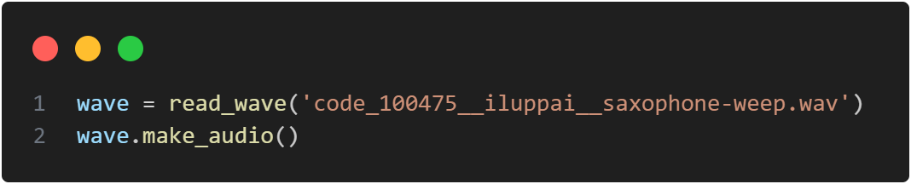 1 wave = read_wave('code_100475__iluppai__saxophone-weep.wav')
2 wave.make_audio()